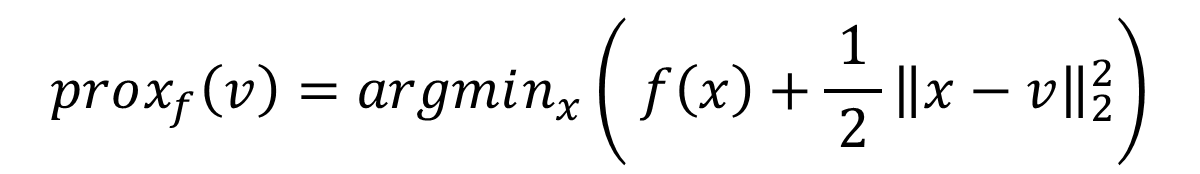 prox_f(v) = argmin_x ( f(x) + 1/2 ‖x − v‖_2^2 )